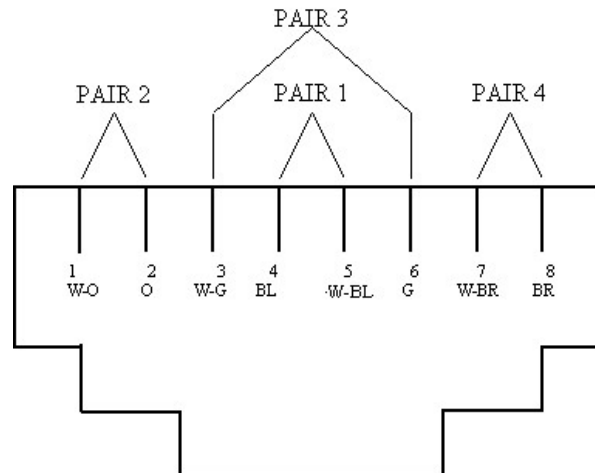 PAIR 3
PAIR 2 PAIR 1 PAIR 4
1 2 3 4 5 6 7 8
W-O O W-G BL W-BL G W-BR BR